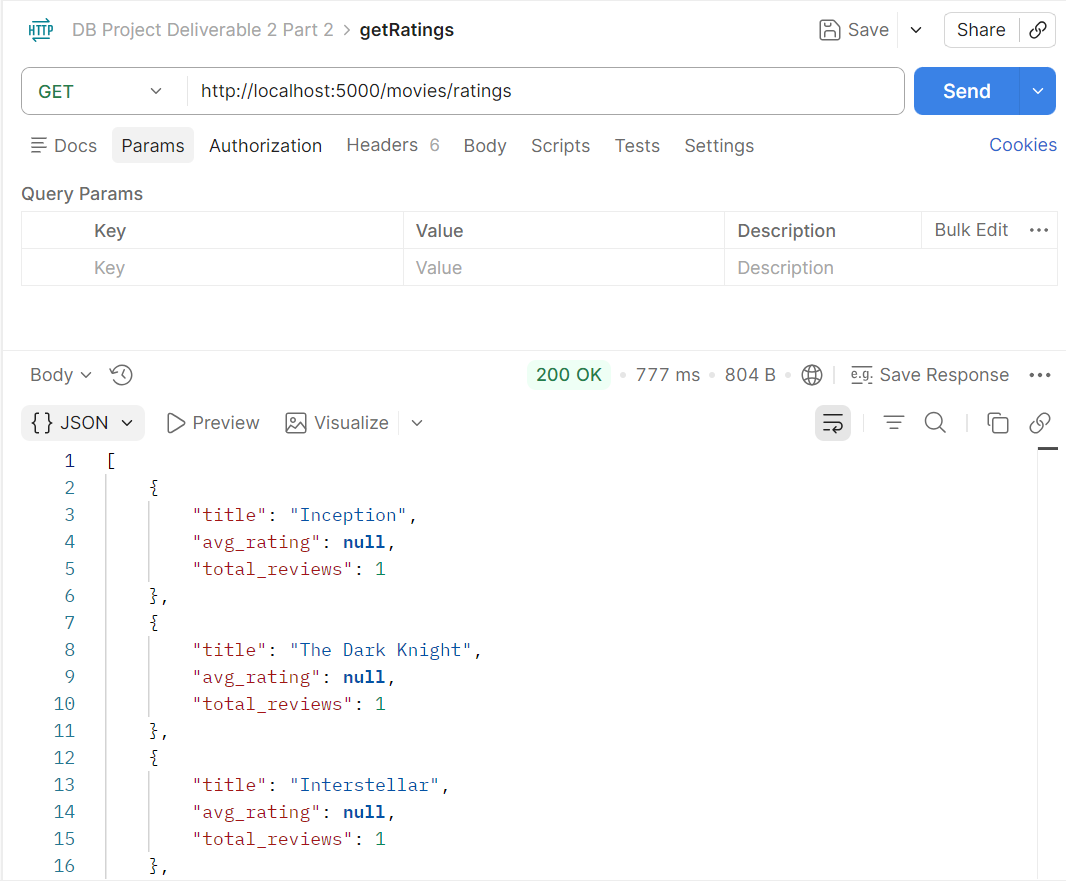 HTTP DB Project Deliverable 2 Part 2 > getRatings Save Share
GET http://localhost:5000/movies/ratings Send
Docs Params Authorization Headers 6 Body Scripts Tests Settings Cookies
Query Params
Key Value Description Bulk Edit ···
Key Value Description
Body 200 OK • 777 ms • 804 B • e.g. Save Response ···
{} JSON Preview Visualize
1 [
2 {
3 "title": "Inception",
4 "avg_rating": null,
5 "total_reviews": 1
6 },
7 {
8 "title": "The Dark Knight",
9 "avg_rating": null,
10 "total_reviews": 1
11 },
12 {
13 "title": "Interstellar",
14 "avg_rating": null,
15 "total_reviews": 1
16 },